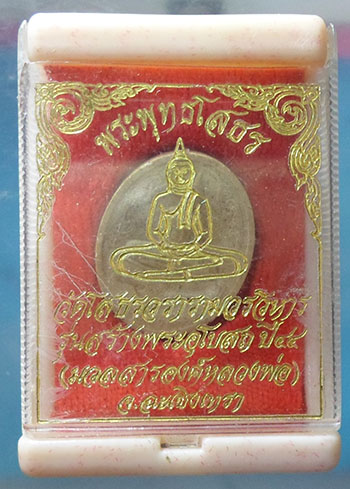 พระพุทธโสธร
วัดโสธรวรารามวรวิหาร
รุ่นสร้างพระอุโบสถ ปี๔๕
(มวลสารองค์หลวงพ่อ)
จ.ฉะเชิงเทรา